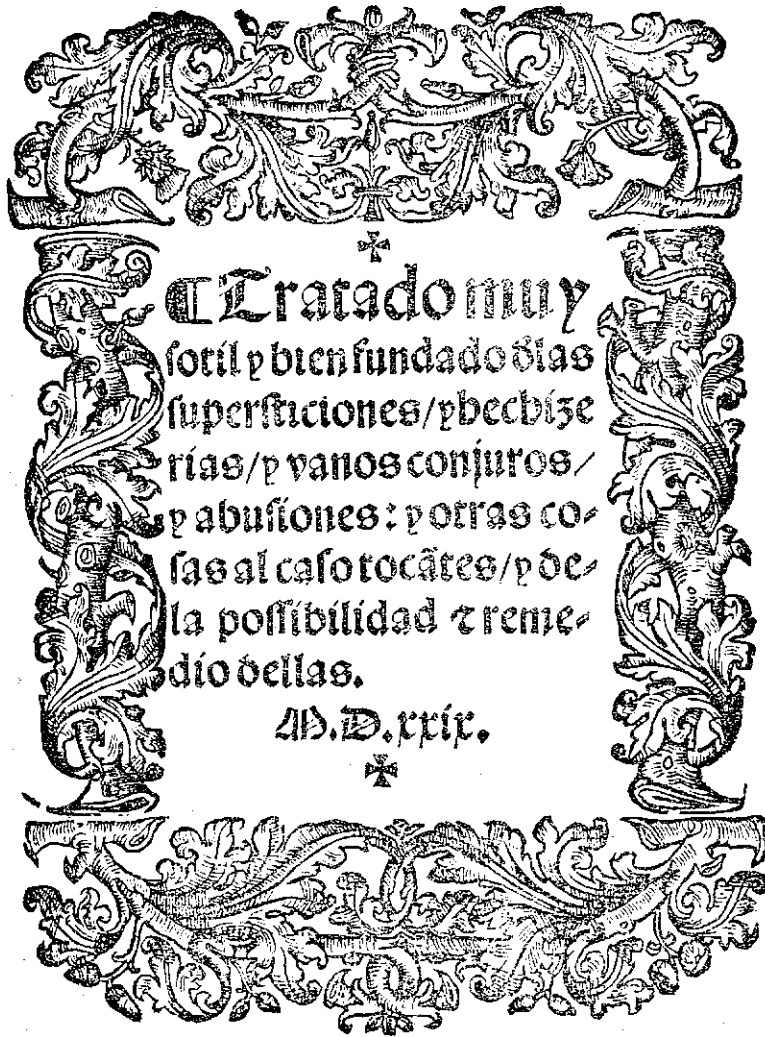 ¶ Tratado muy
sotil y bien fundado dlas
supersticiones/y hechize
rias/y vanos conjuros/
y abusiones: y otras co-
sas al caso tocãtes/y de-
la possibilidad ⁊ reme-
dio dellas.
M.D.xxix.